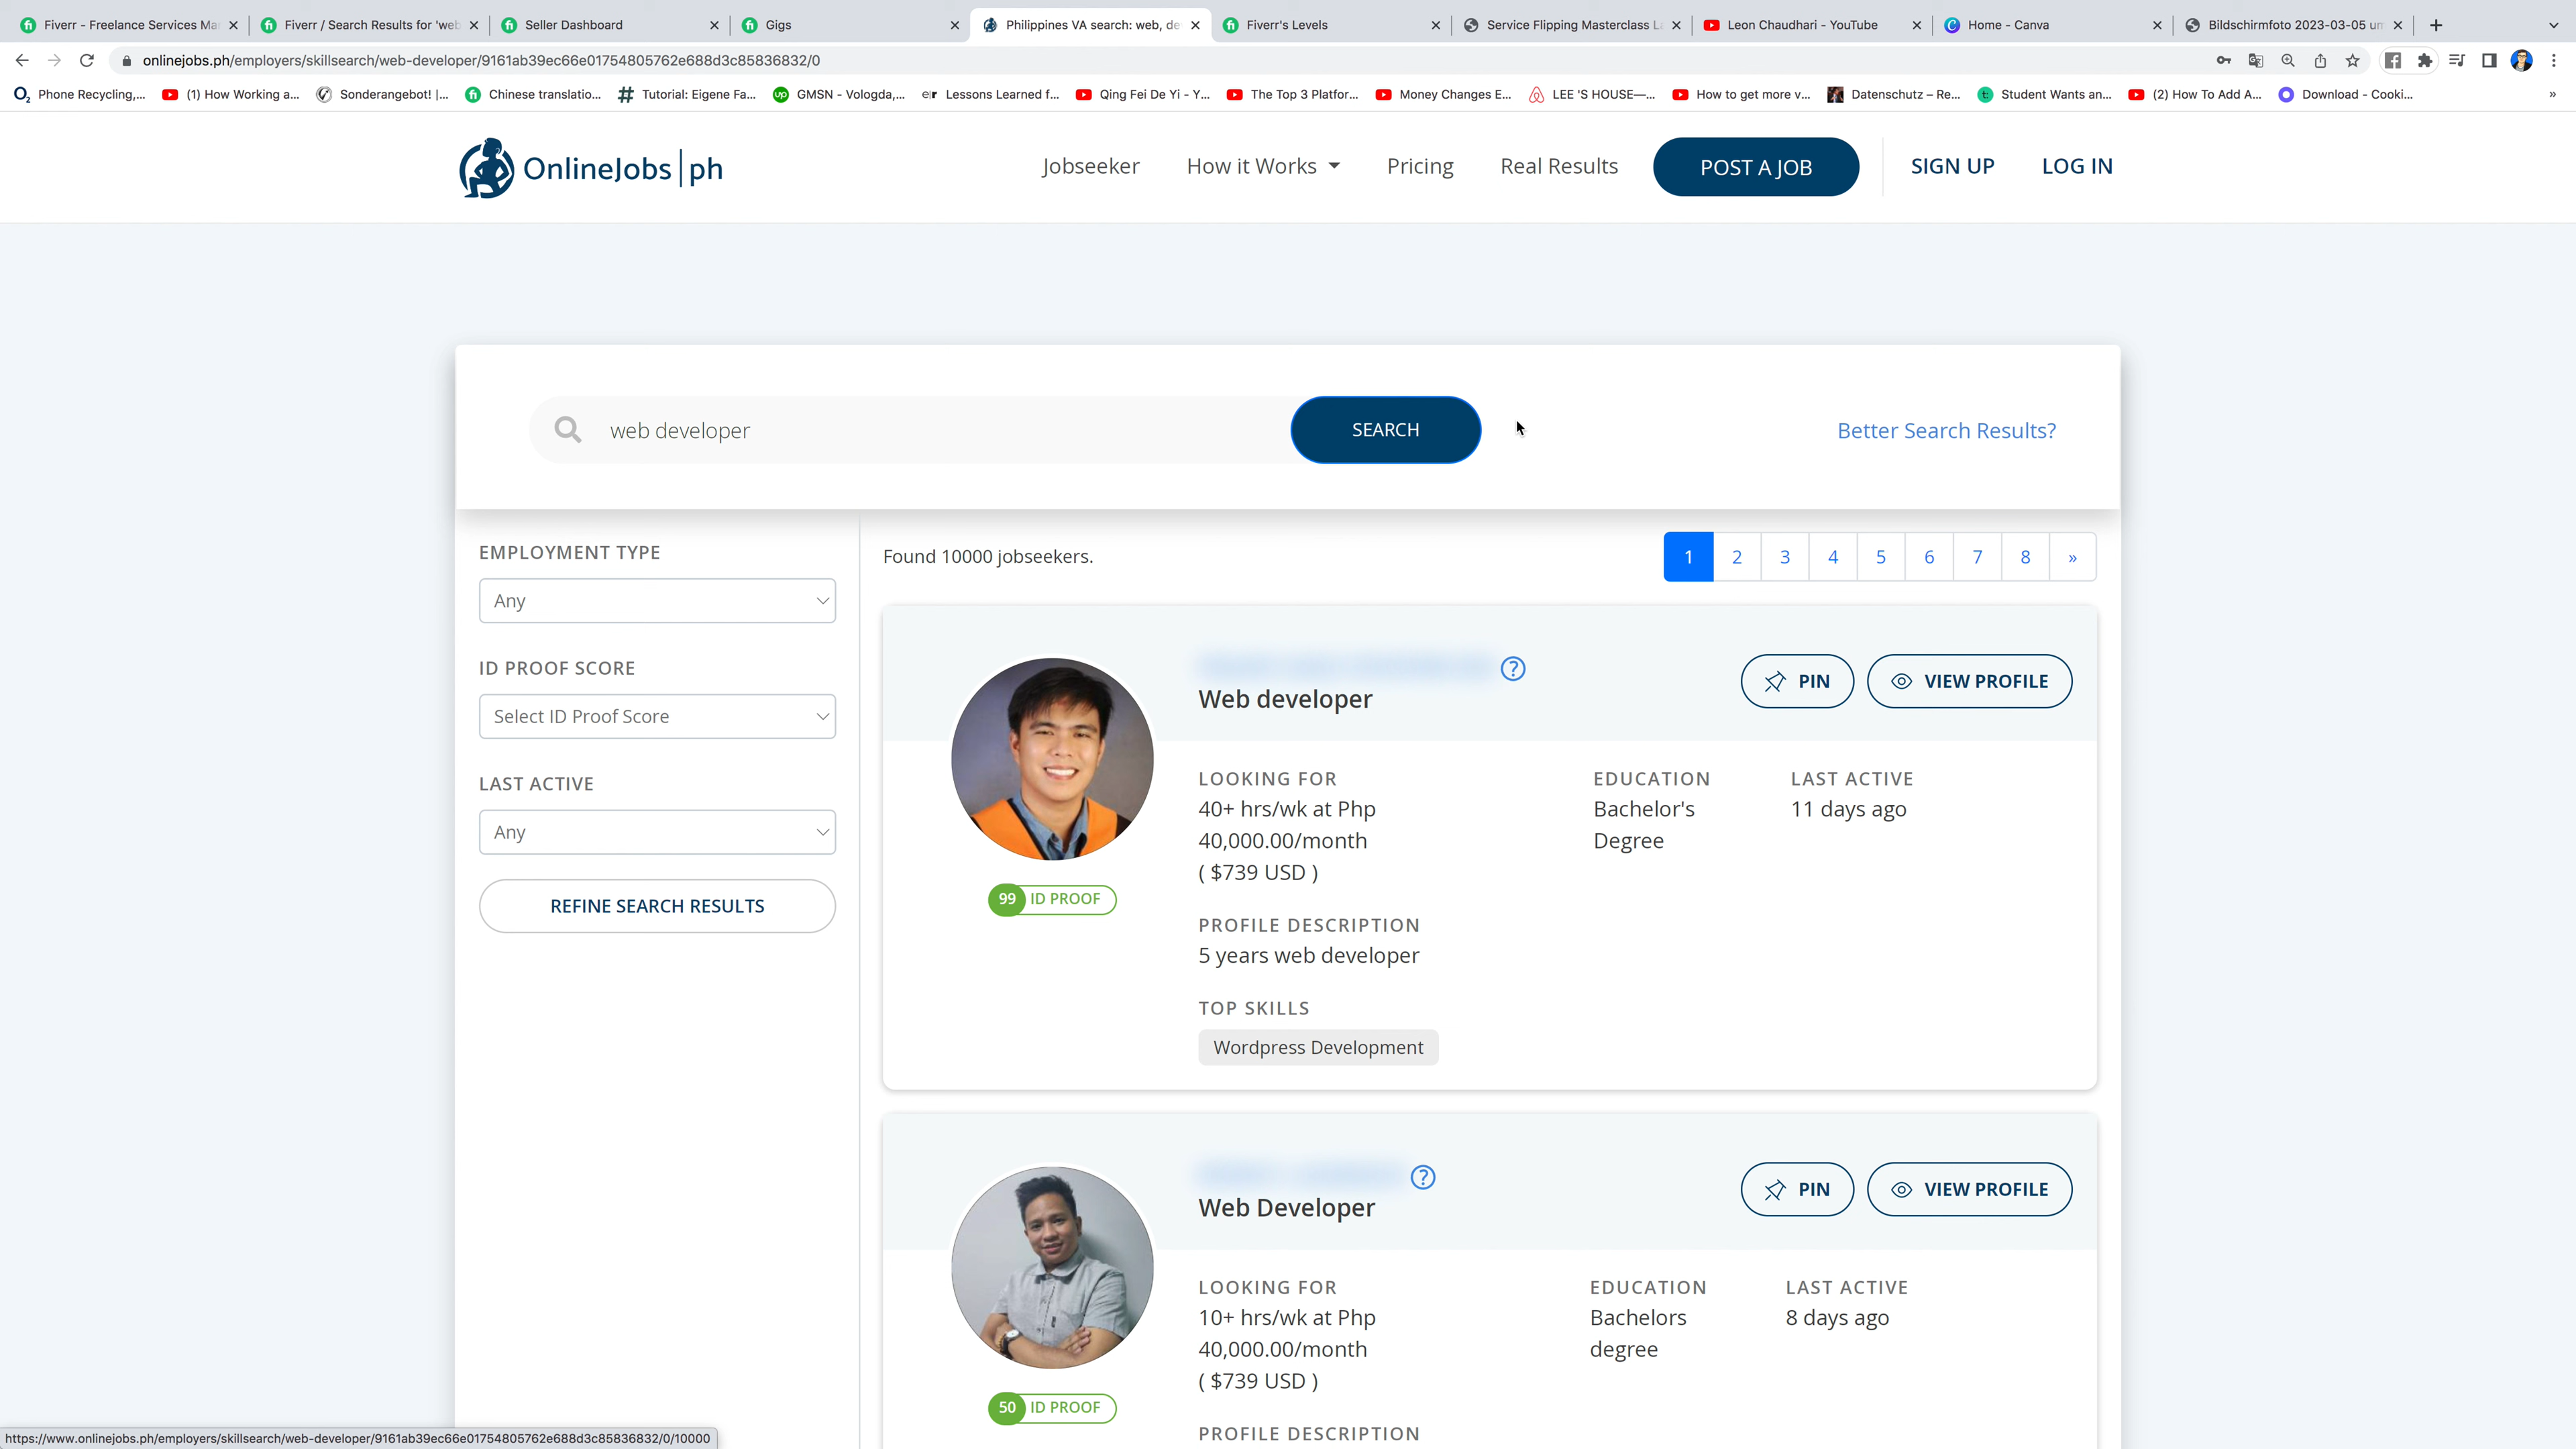 Fiverr - Freelance Services Ma
Fiverr / Search Results for 'web
Seller Dashboard
Gigs
Philippines VA search: web, de
Fiverr's Levels
Service Flipping Masterclass L
Leon Chaudhari - YouTube
Home - Canva
Bildschirmfoto 2023-03-05 um
onlinejobs.ph/employers/skillsearch/web-developer/9161ab39ec66e01754805762e688d3c85836832/0
Phone Recycling,...
(1) How Working a...
Sonderangebot! |...
Chinese translatio...
Tutorial: Eigene Fa...
GMSN - Vologda,...
Lessons Learned f...
Qing Fei De Yi - Y...
The Top 3 Platfor...
Money Changes E...
LEE 'S HOUSE—...
How to get more v...
Datenschutz – Re...
Student Wants an...
(2) How To Add A...
Download - Cooki...
OnlineJobs|ph
Jobseeker
How it Works
Pricing
Real Results
POST A JOB
SIGN UP
LOG IN
web developer
SEARCH
Better Search Results?
EMPLOYMENT TYPE
Any
ID PROOF SCORE
Select ID Proof Score
LAST ACTIVE
Any
REFINE SEARCH RESULTS
Found 10000 jobseekers.
1 2 3 4 5 6 7 8 »
Web developer
PIN
VIEW PROFILE
99 ID PROOF
LOOKING FOR
40+ hrs/wk at Php
40,000.00/month
( $739 USD )
EDUCATION
Bachelor's
Degree
LAST ACTIVE
11 days ago
PROFILE DESCRIPTION
5 years web developer
TOP SKILLS
Wordpress Development
Web Developer
PIN
VIEW PROFILE
50 ID PROOF
LOOKING FOR
10+ hrs/wk at Php
40,000.00/month
( $739 USD )
EDUCATION
Bachelors
degree
LAST ACTIVE
8 days ago
PROFILE DESCRIPTION
https://www.onlinejobs.ph/employers/skillsearch/web-developer/9161ab39ec66e01754805762e688d3c85836832/0/10000